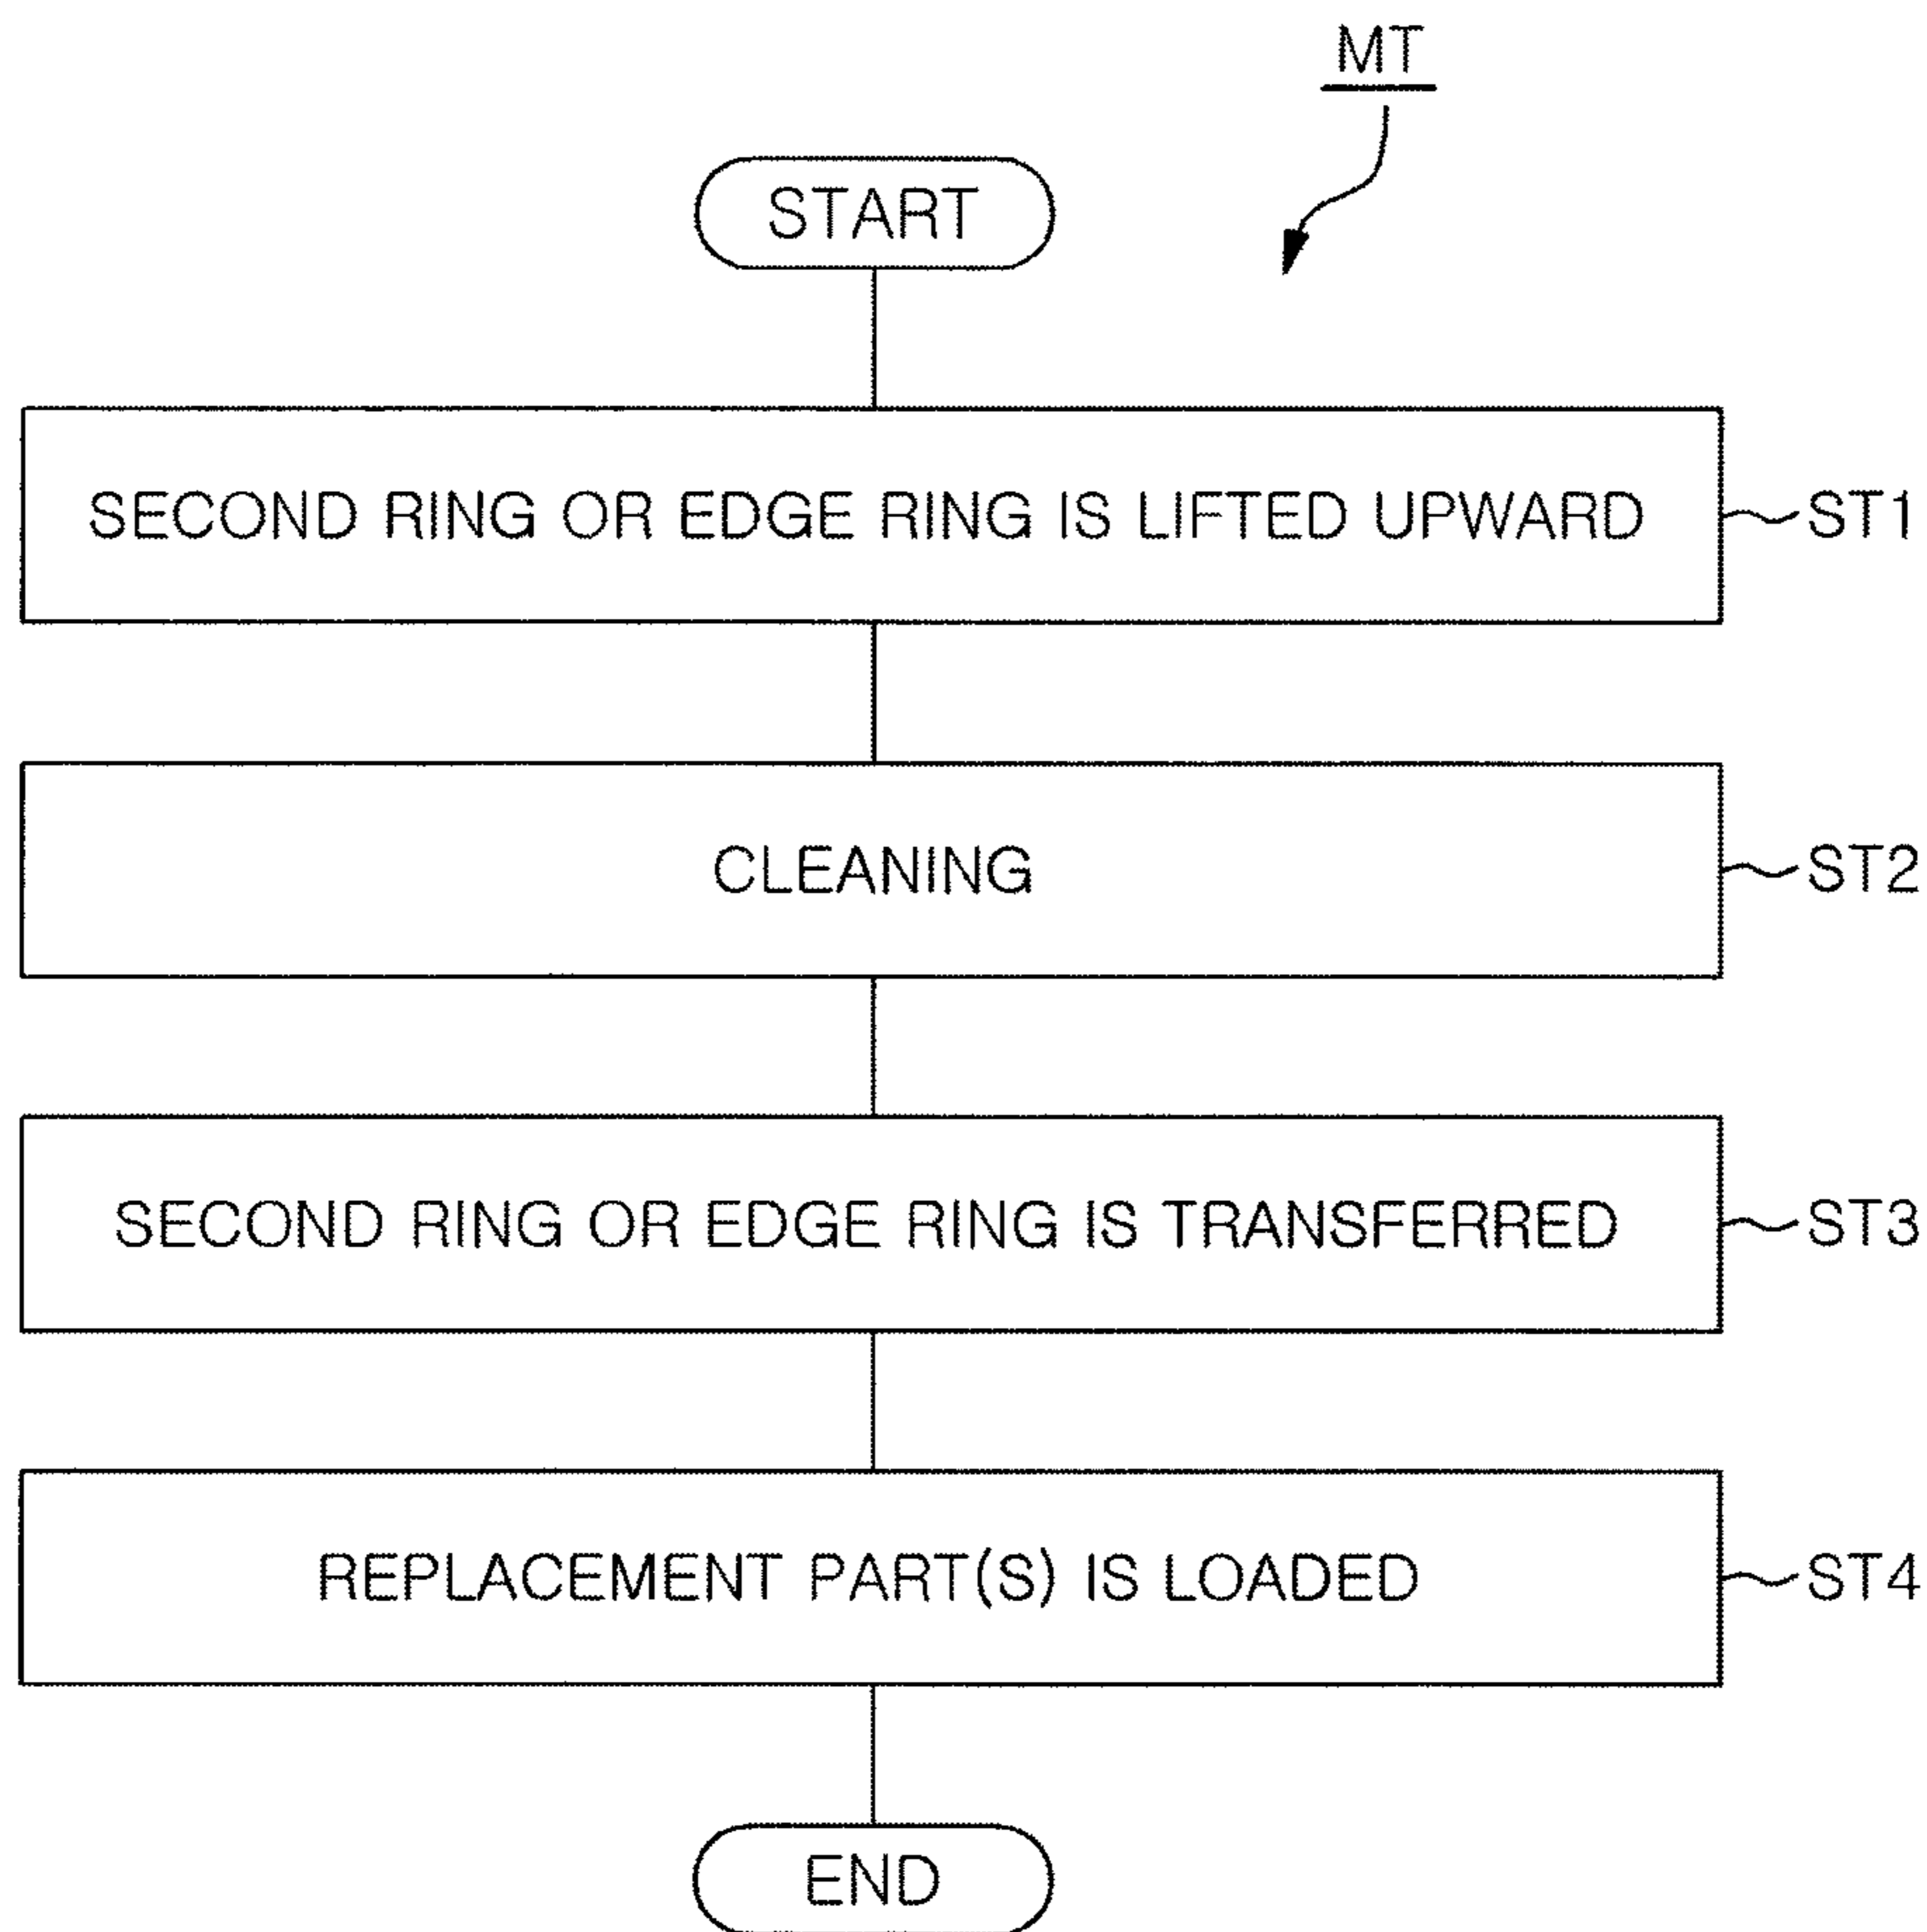 MT
START
SECOND RING OR EDGE RING IS LIFTED UPWARD
ST1
CLEANING
ST2
SECOND RING OR EDGE RING IS TRANSFERRED
ST3
REPLACEMENT PART(S) IS LOADED
ST4
END